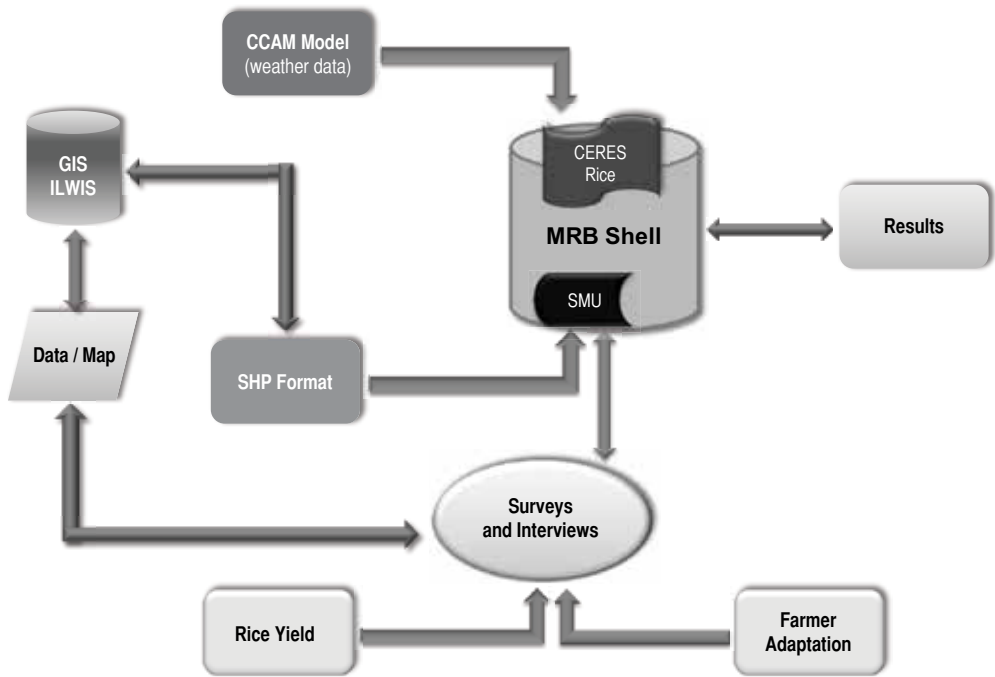 CCAM Model
(weather data)
GIS
ILWIS
CERES
Rice
MRB Shell
Results
SMU
Data / Map
SHP Format
Surveys
and Interviews
Rice Yield
Farmer
Adaptation